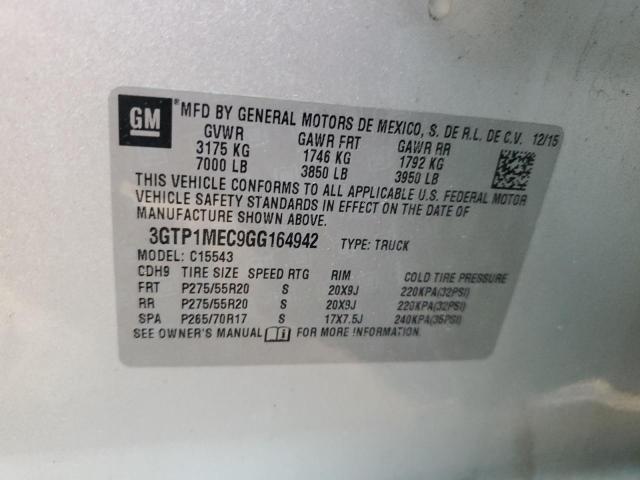 GM ® MFD BY GENERAL MOTORS DE MEXICO, S. DE R.L. DE C.V. 12/15
GVWR GAWR FRT GAWR RR
3175 KG 1746 KG 1792 KG
7000 LB 3850 LB 3950 LB
THIS VEHICLE CONFORMS TO ALL APPLICABLE U.S. FEDERAL MOTOR
VEHICLE SAFETY STANDARDS IN EFFECT ON THE DATE OF
MANUFACTURE SHOWN ABOVE.
3GTP1MEC9GG164942 TYPE: TRUCK
MODEL: C15543
CDH9 TIRE SIZE SPEED RTG RIM COLD TIRE PRESSURE
FRT P275/55R20 S 20X9J 220KPA(32PSI)
RR P275/55R20 S 20X9J 220KPA(32PSI)
SPA P265/70R17 S 17X7.5J 240KPA(35PSI)
SEE OWNER'S MANUAL FOR MORE INFORMATION.